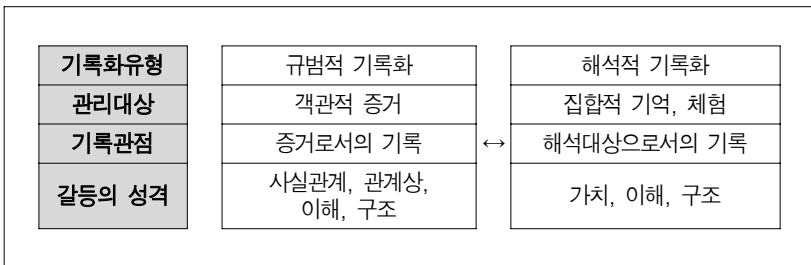 기록화유형 규범적 기록화 해석적 기록화
관리대상 객관적 증거 집합적 기억, 체험
기록관점 증거로서의 기록 ↔ 해석대상으로서의 기록
갈등의 성격 사실관계, 관계상, 가치, 이해, 구조
이해, 구조